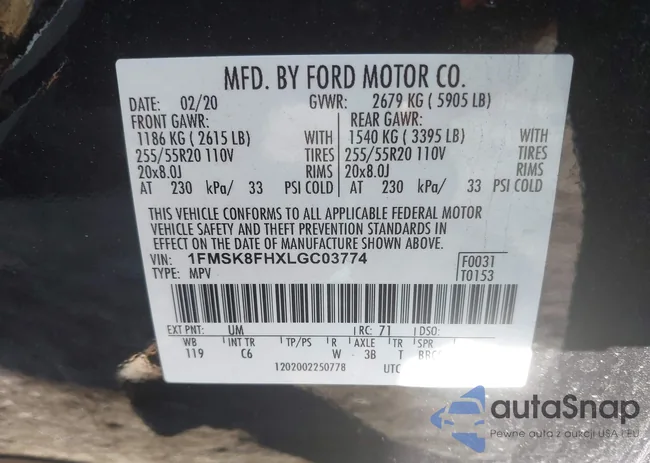 MFD. BY FORD MOTOR CO.
DATE: 02/20 GVWR: 2679 KG ( 5905 LB)
FRONT GAWR: REAR GAWR:
1186 KG ( 2615 LB) WITH 1540 KG ( 3395 LB) WITH
255/55R20 110V TIRES 255/55R20 110V TIRES
20x8.0J RIMS 20x8.0J RIMS
AT 230 kPa/ 33 PSI COLD AT 230 kPa/ 33 PSI COLD
THIS VEHICLE CONFORMS TO ALL APPLICABLE FEDERAL MOTOR
VEHICLE SAFETY AND THEFT PREVENTION STANDARDS IN
EFFECT ON THE DATE OF MANUFACTURE SHOWN ABOVE.
VIN: 1FMSK8FHXLGC03774 F0031
TYPE: MPV T0153
EXT PNT: UM RC: 71 DSO:
WB INT TR TP/PS R AXLE TR SPR
119 C6 W 3B T
1202002250778 UTC
autaSnap
Pewne auta z aukcji USA i EU